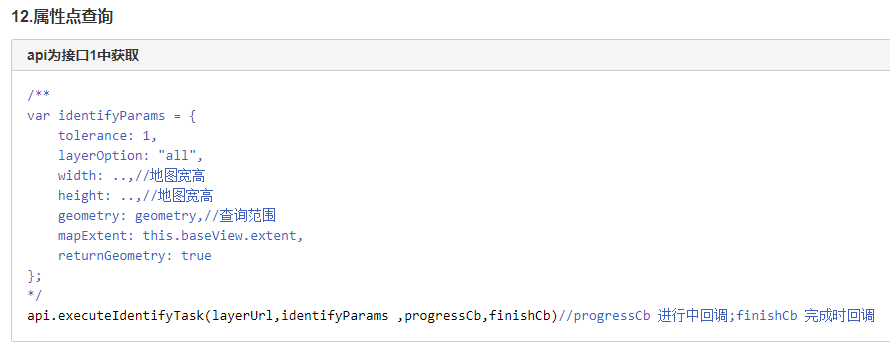 12.属性点查询
api为接口1中获取
/**
var identifyParams = {
    tolerance: 1,
    layerOption: "all",
    width: ..,//地图宽高
    height: ..,//地图宽高
    geometry: geometry,//查询范围
    mapExtent: this.baseView.extent,
    returnGeometry: true
};
*/
api.executeIdentifyTask(layerUrl,identifyParams ,progressCb,finishCb)//progressCb 进行中回调;finishCb 完成时回调